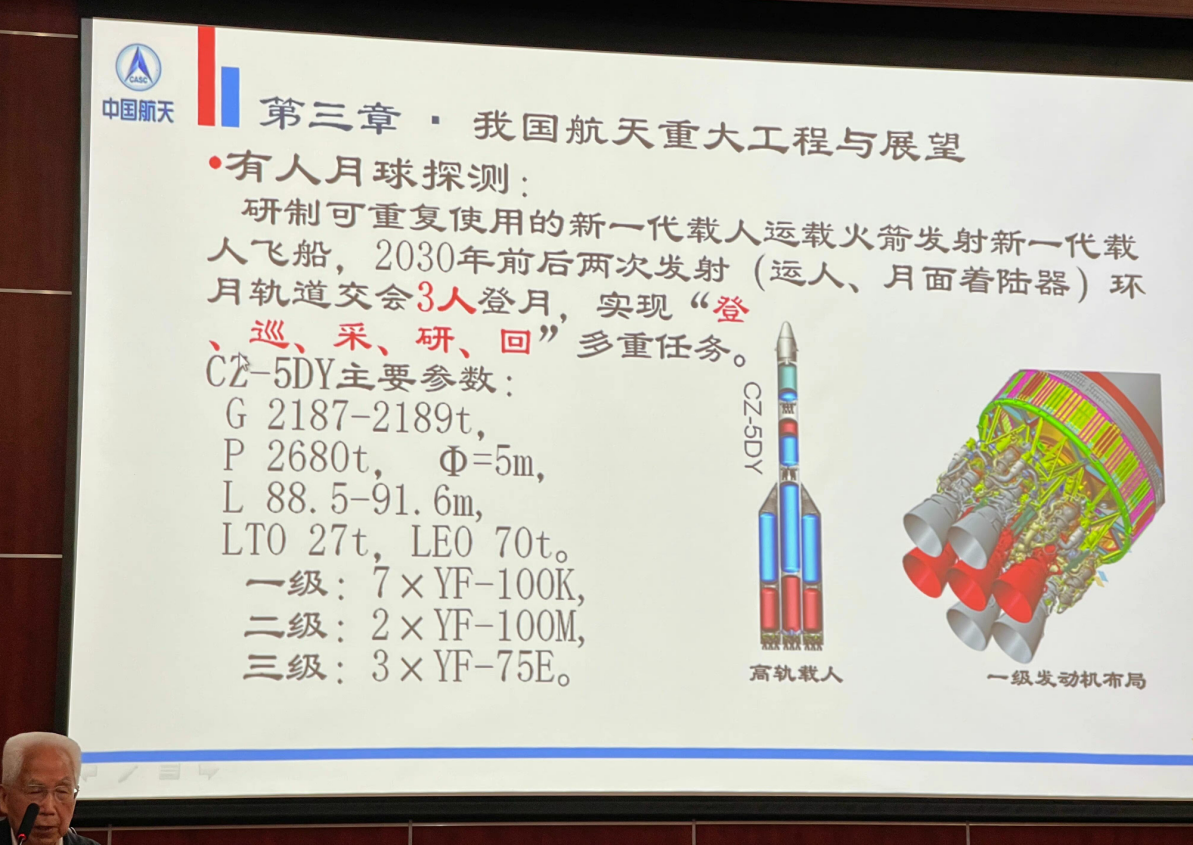 CASC
中国航天
第三章 · 我国航天重大工程与展望
•有人月球探测：
研制可重复使用的新一代载人运载火箭发射新一代载
人飞船，2030年前后两次发射（运人、月面着陆器）环
月轨道交会3人登月，实现“登
、巡、采、研、回”多重任务。
CZ-5DY主要参数：
G 2187-2189t，
P 2680t， Φ=5m，
L 88.5-91.6m，
LTO 27t，LEO 70t。
一级：7×YF-100K，
二级：2×YF-100M，
三级：3×YF-75E。
CZ-5DY
高轨载人
一级发动机布局